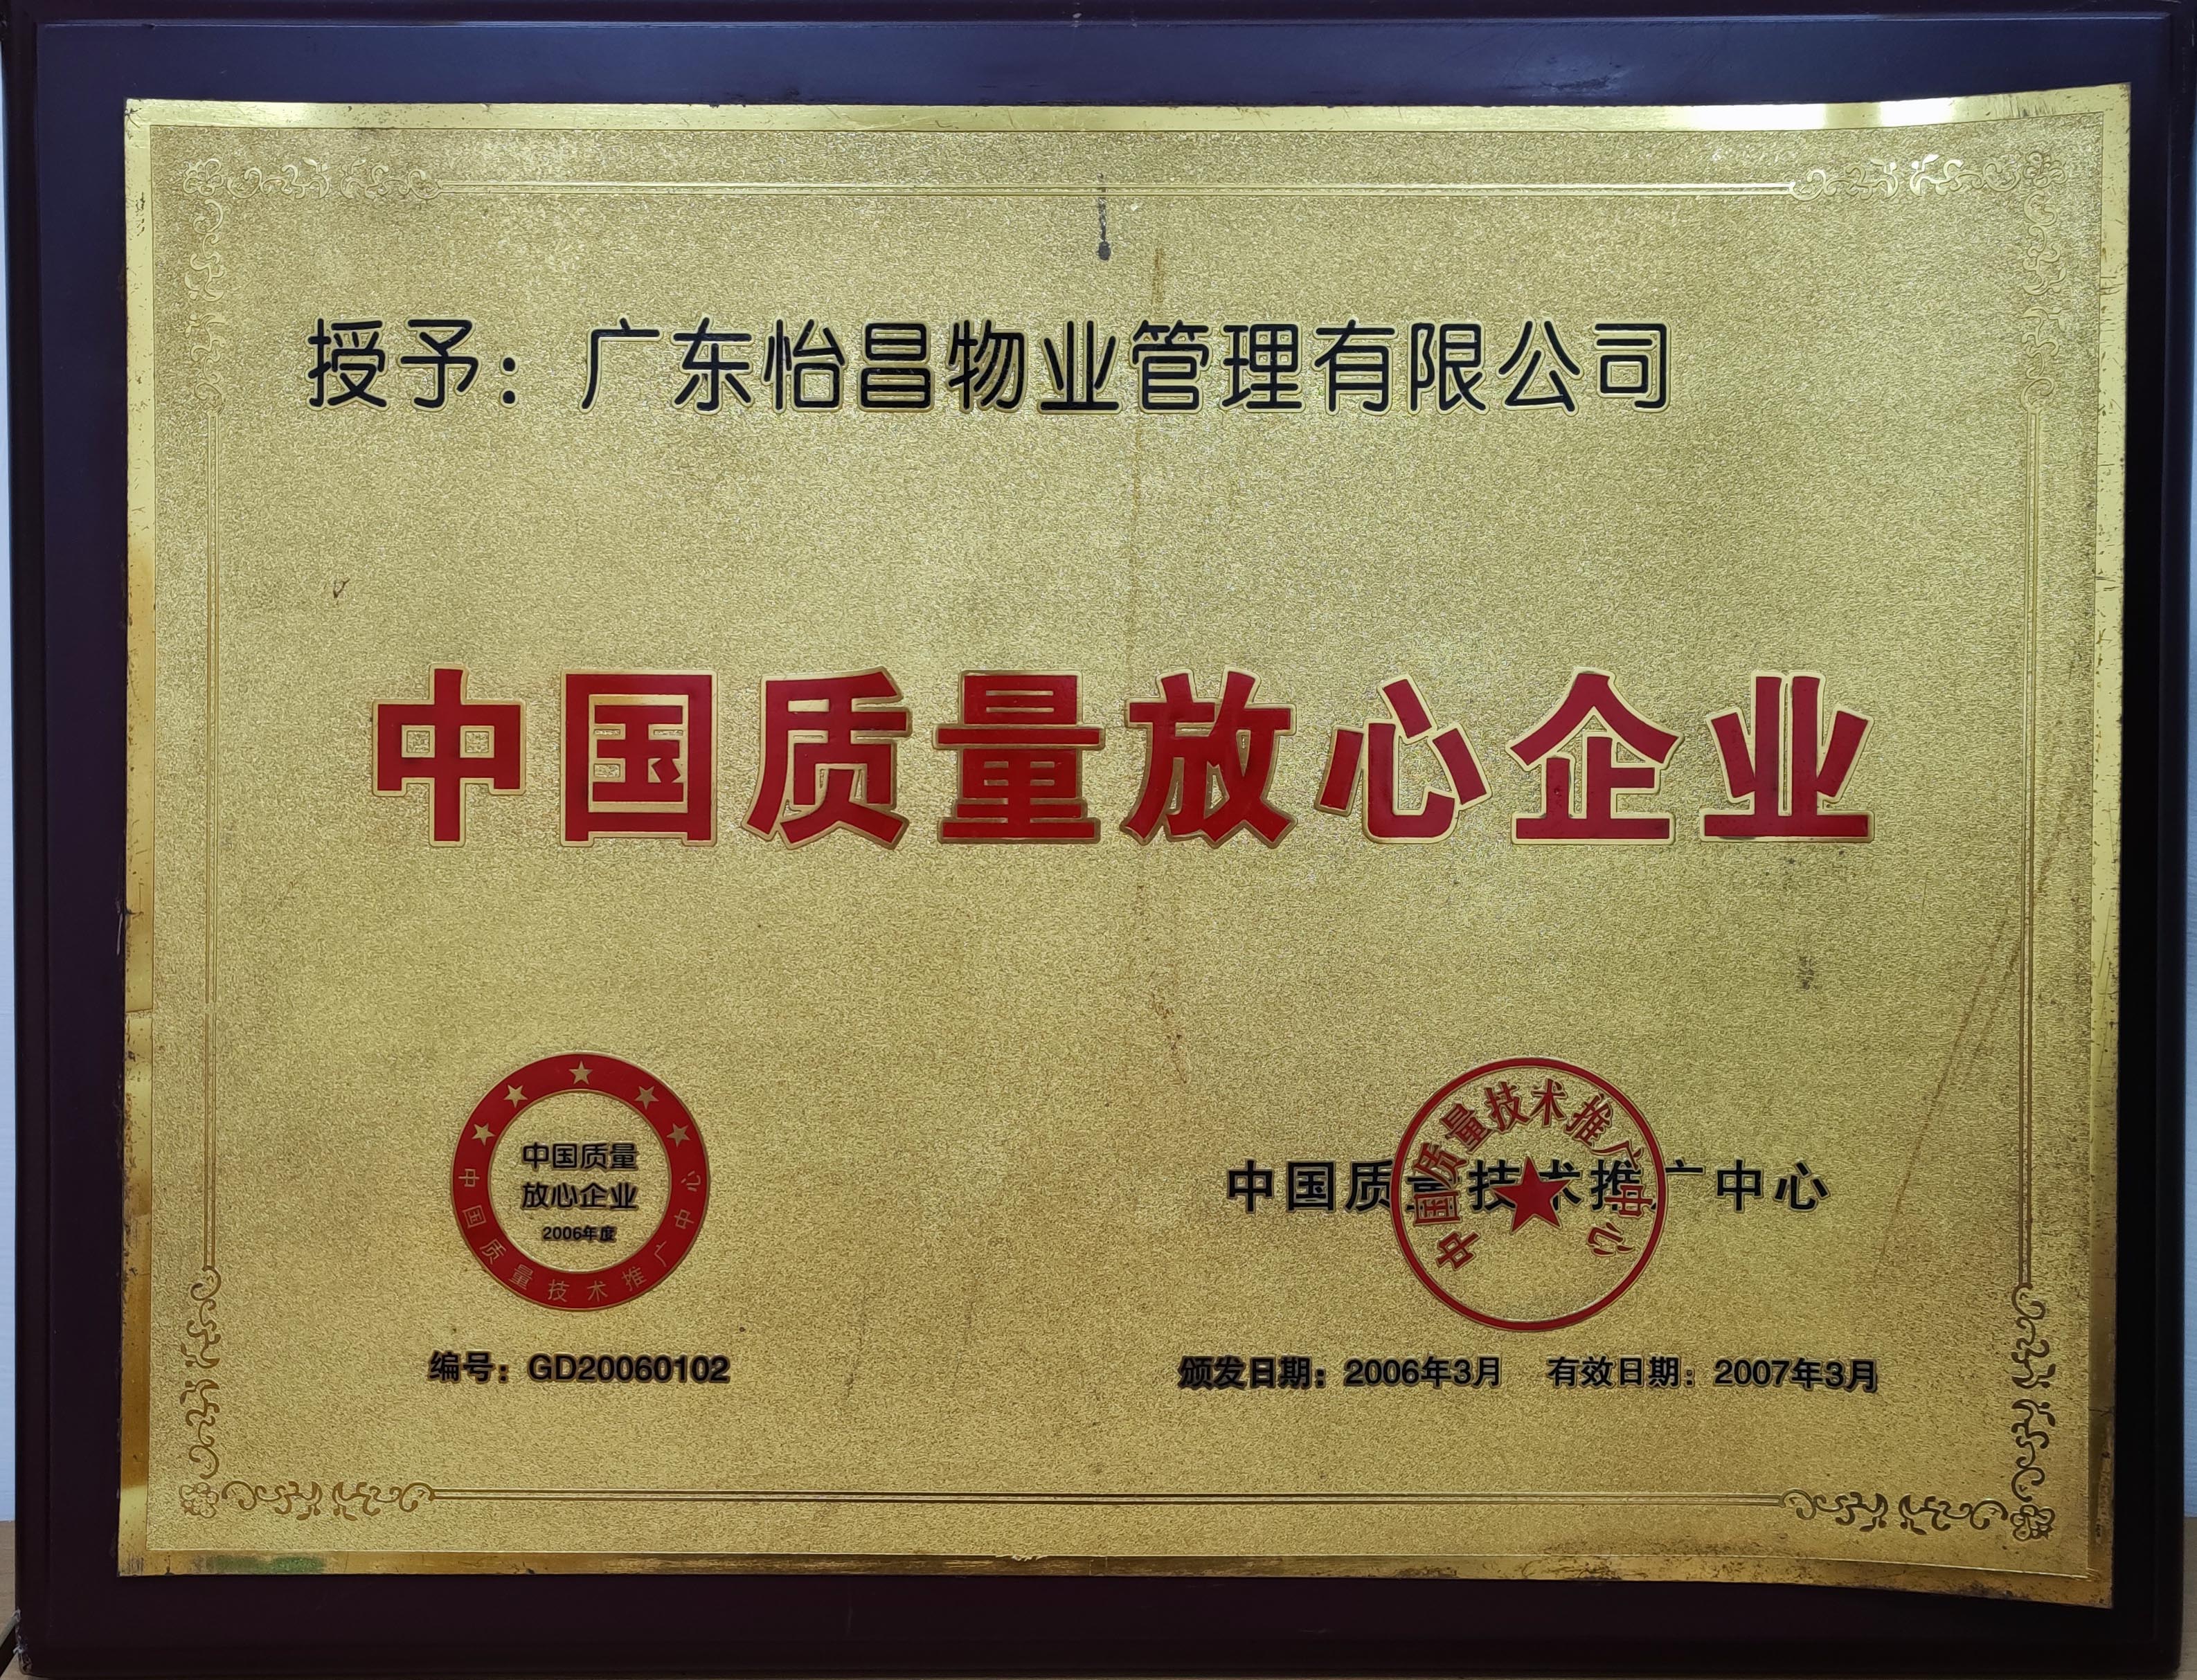 授予：广东怡昌物业管理有限公司
中国质量放心企业
中国质量
放心企业
2006年度
中国质量技术推广中心
编号：GD20060102
中国质量技术推广中心
中国质量技术推广中心
颁发日期：2006年3月 有效日期：2007年3月